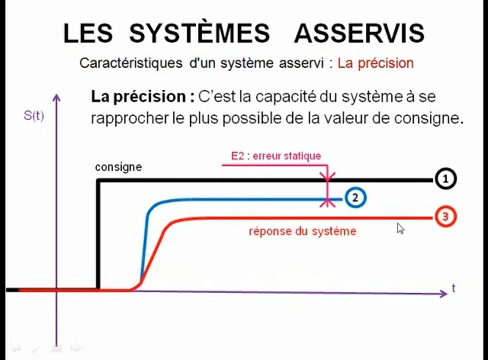 LES SYSTÈMES ASSERVIS
Caractéristiques d'un système asservi : La précision
La précision : C'est la capacité du système à se
rapprocher le plus possible de la valeur de consigne.
S(t)
E2 : erreur statique
consigne
1
2
3
réponse du système
t